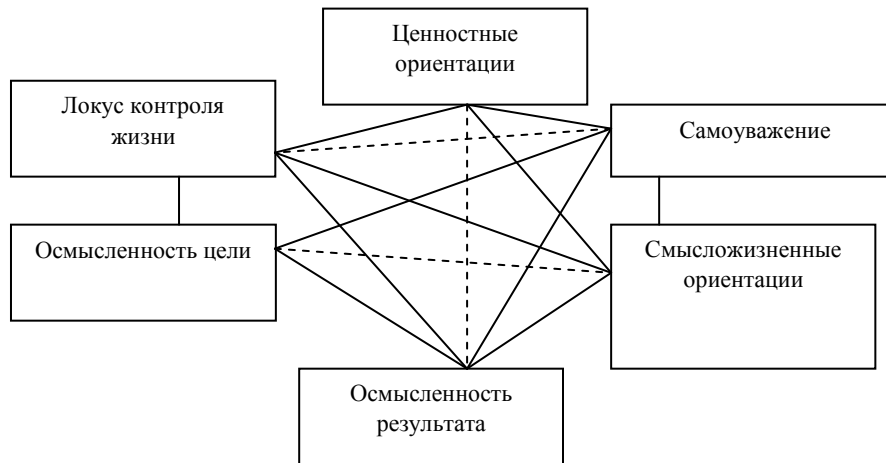 Ценностные
ориентации
Локус контроля
жизни
Самоуважение
Осмысленность цели
Смысложизненные
ориентации
Осмысленность
результата